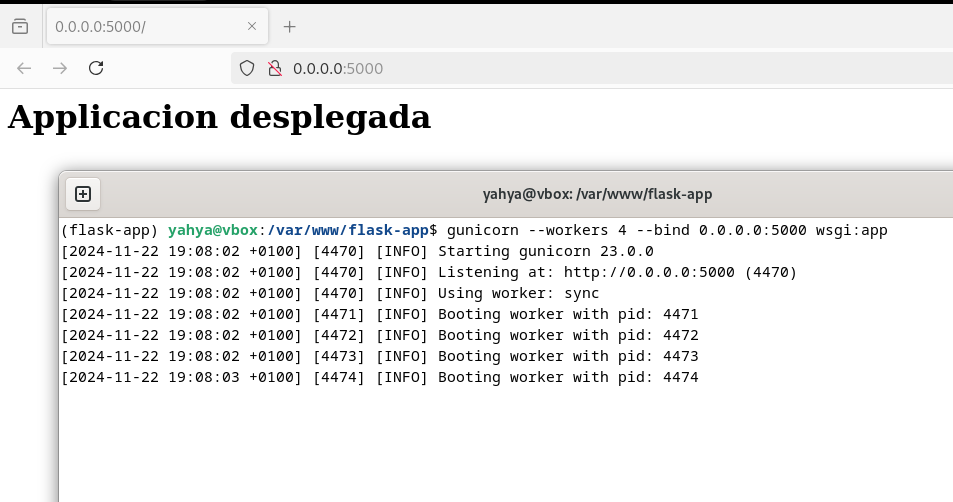 0.0.0.0:5000/
0.0.0.0:5000
Applicacion desplegada
yahya@vbox: /var/www/flask-app
(flask-app) yahya@vbox:/var/www/flask-app$ gunicorn --workers 4 --bind 0.0.0.0:5000 wsgi:app
[2024-11-22 19:08:02 +0100] [4470] [INFO] Starting gunicorn 23.0.0
[2024-11-22 19:08:02 +0100] [4470] [INFO] Listening at: http://0.0.0.0:5000 (4470)
[2024-11-22 19:08:02 +0100] [4470] [INFO] Using worker: sync
[2024-11-22 19:08:02 +0100] [4471] [INFO] Booting worker with pid: 4471
[2024-11-22 19:08:02 +0100] [4472] [INFO] Booting worker with pid: 4472
[2024-11-22 19:08:02 +0100] [4473] [INFO] Booting worker with pid: 4473
[2024-11-22 19:08:03 +0100] [4474] [INFO] Booting worker with pid: 4474